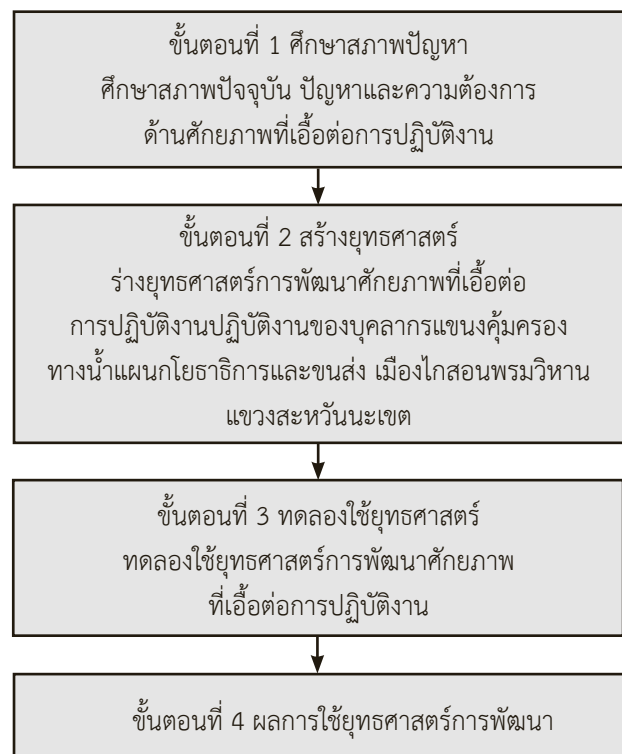 ขั้นตอนที่ 1 ศึกษาสภาพปัญหา
ศึกษาสภาพปัจจุบัน ปัญหาและความต้องการ
ด้านศักยภาพที่เอื้อต่อการปฏิบัติงาน
ขั้นตอนที่ 2 สร้างยุทธศาสตร์
ร่างยุทธศาสตร์การพัฒนาศักยภาพที่เอื้อต่อ
การปฏิบัติงานปฏิบัติงานของบุคลากรแขนงคุ้มครอง
ทางน้ำแผนกโยธาธิการและขนส่ง เมืองไกสอนพรมวิหาน
แขวงสะหวันนะเขต
ขั้นตอนที่ 3 ทดลองใช้ยุทธศาสตร์
ทดลองใช้ยุทธศาสตร์การพัฒนาศักยภาพ
ที่เอื้อต่อการปฏิบัติงาน
ขั้นตอนที่ 4 ผลการใช้ยุทธศาสตร์การพัฒนา